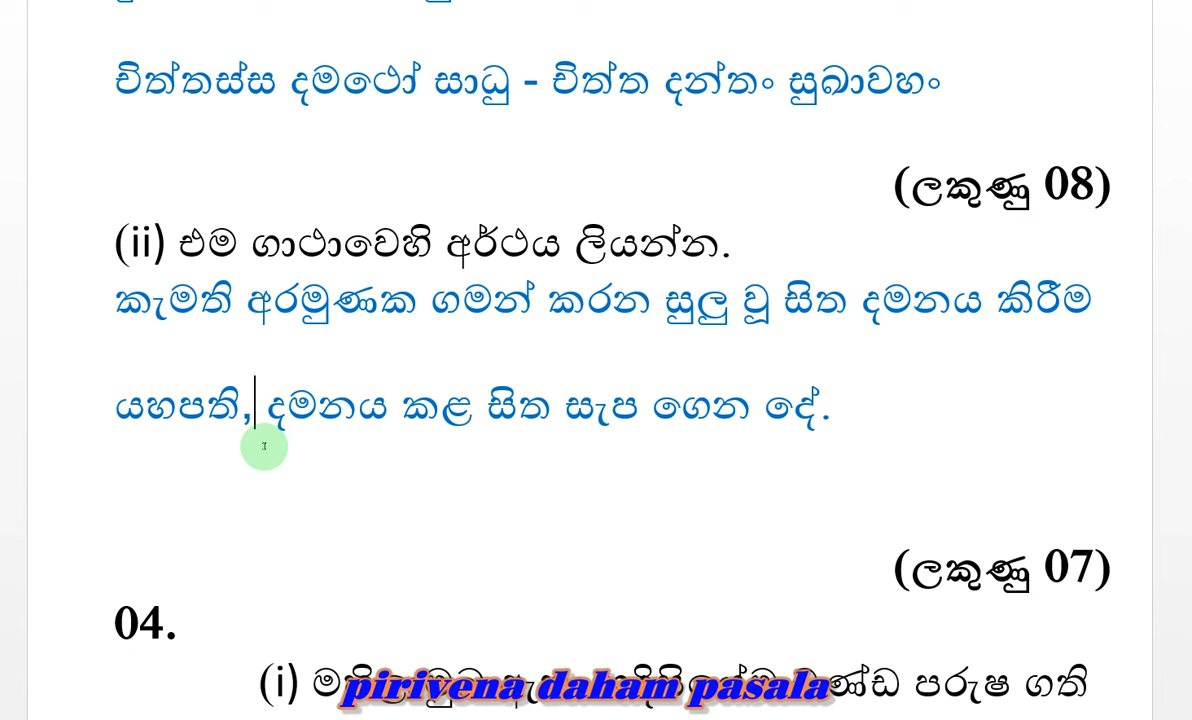 චිත්තස්ස දමථෝ සාධු - චිත්ත දන්තං සුඛාවහං
(ලකුණු 08)
(ii) එම ගාථාවෙහි අර්ථය ලියන්න.
කැමති අරමුණක ගමන් කරන සුලු වූ සිත දමනය කිරීම
යහපති, දමනය කළ සිත සැප ගෙන දේ.
(ලකුණු 07)
04.
(i) පරුෂ ගති
pirivena daham pasala